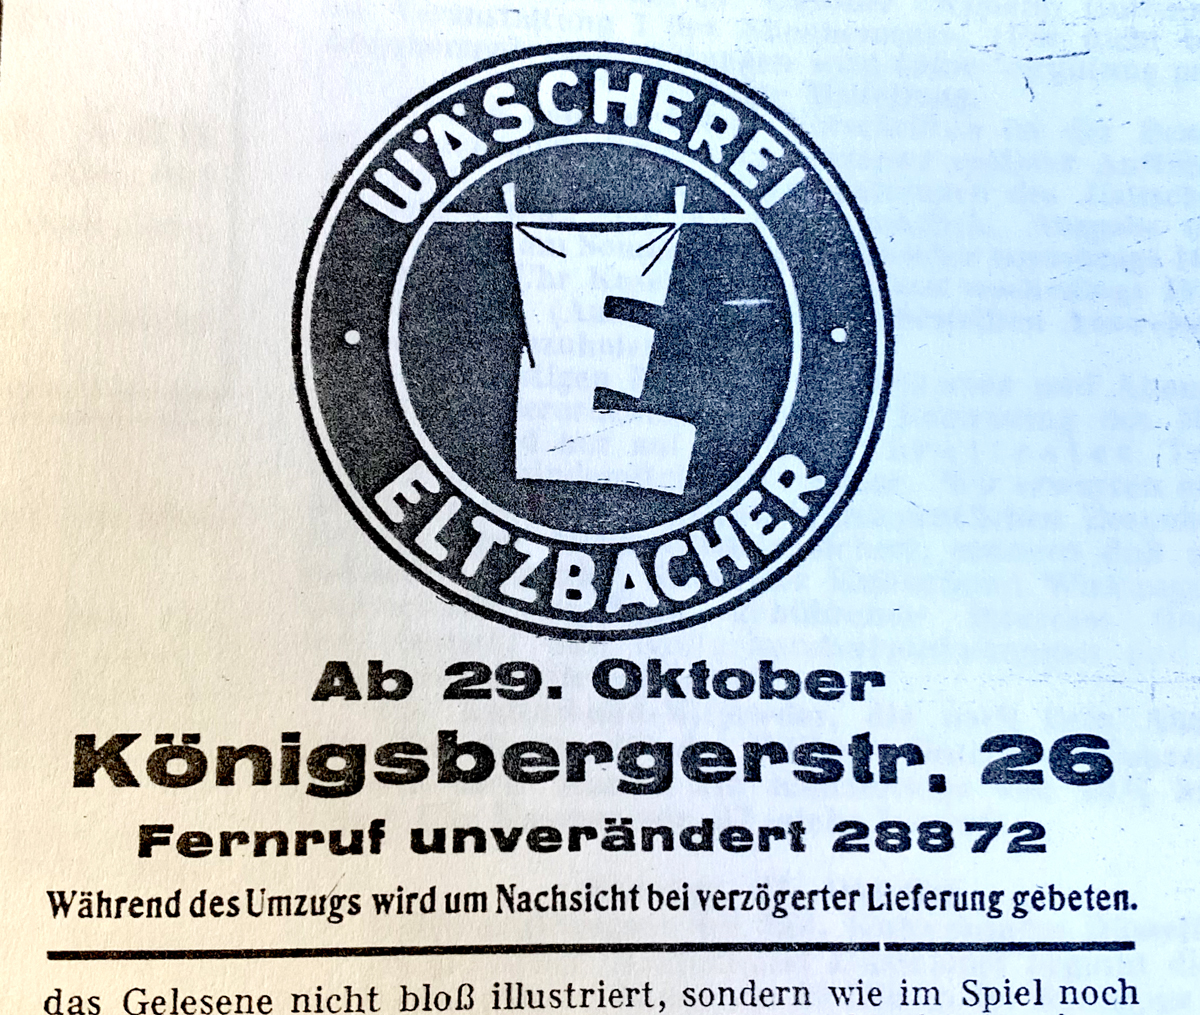 WÄSCHEREI
E
ELTZBACHER
Ab 29. Oktober
Königsbergerstr. 26
Fernruf unverändert 28872
Während des Umzugs wird um Nachsicht bei verzögerter Lieferung gebeten.
das Gelesene nicht bloß illustriert, sondern wie im Spiel noch